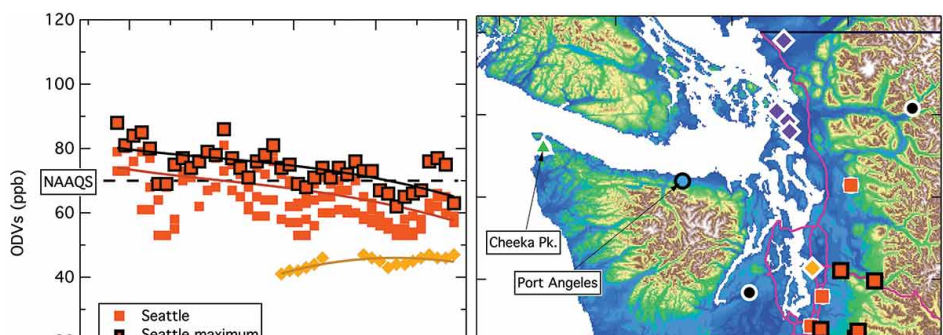 120
100
80
NAAQS
60
40
ODVs (ppb)
Seattle
Seattle maximum
Cheeka Pk.
Port Angeles